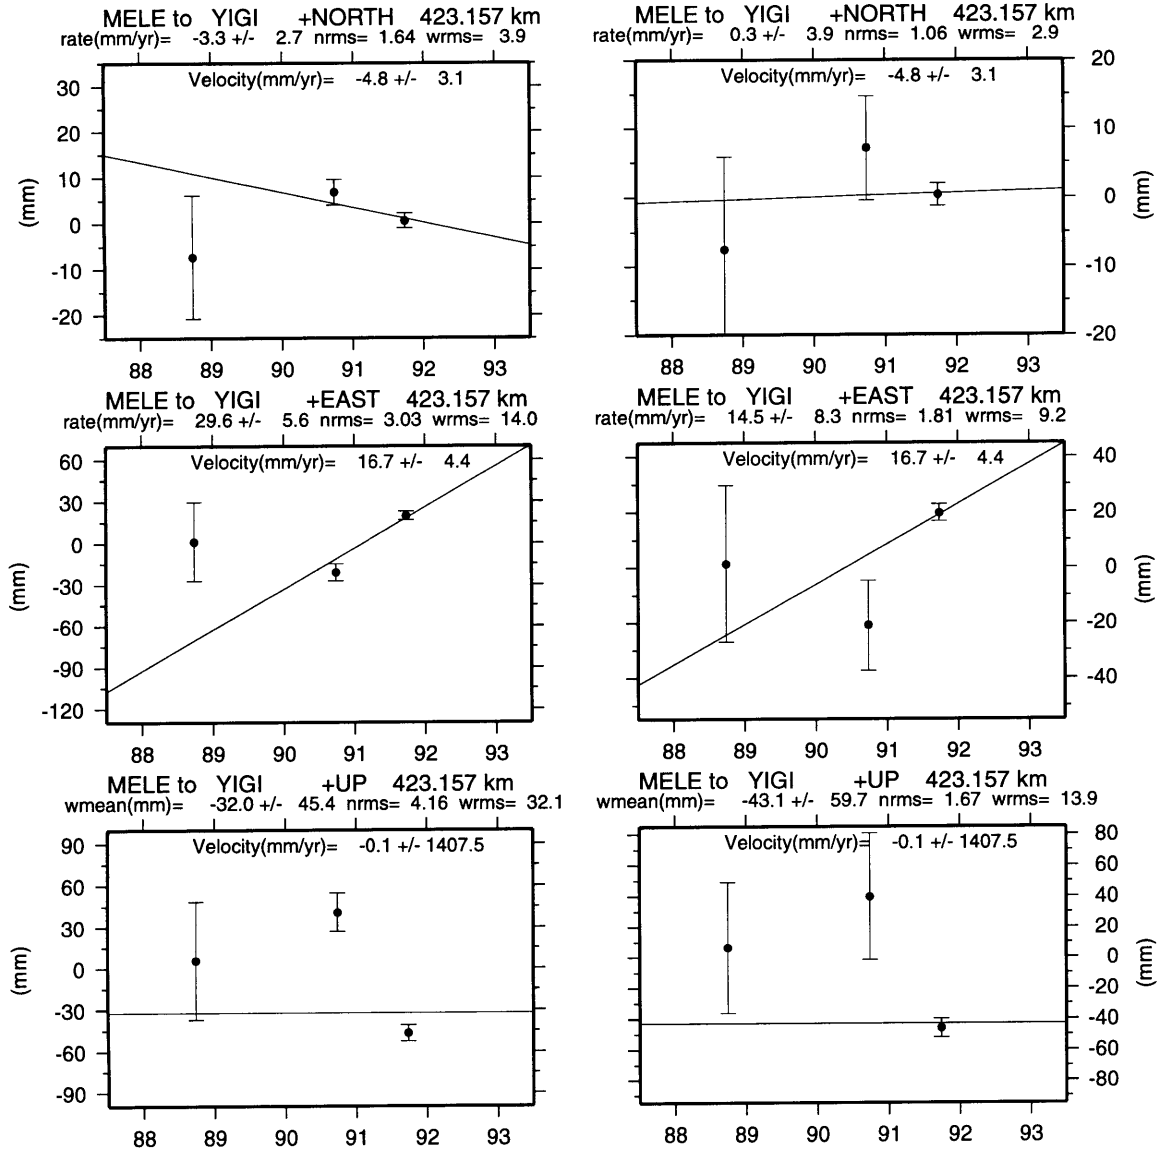 MELE to YIGI +NORTH 423.157 km
rate(mm/yr)= -3.3 +/- 2.7 nrms= 1.64 wrms= 3.9
Velocity(mm/yr)= -4.8 +/- 3.1
30
20
10
0
-10
-20
(mm)
88 89 90 91 92 93
MELE to YIGI +NORTH 423.157 km
rate(mm/yr)= 0.3 +/- 3.9 nrms= 1.06 wrms= 2.9
Velocity(mm/yr)= -4.8 +/- 3.1
20
10
0
-10
-20
(mm)
88 89 90 91 92 93
MELE to YIGI +EAST 423.157 km
rate(mm/yr)= 29.6 +/- 5.6 nrms= 3.03 wrms= 14.0
Velocity(mm/yr)= 16.7 +/- 4.4
60
30
0
-30
-60
-90
-120
(mm)
88 89 90 91 92 93
MELE to YIGI +EAST 423.157 km
rate(mm/yr)= 14.5 +/- 8.3 nrms= 1.81 wrms= 9.2
Velocity(mm/yr)= 16.7 +/- 4.4
40
20
0
-20
-40
(mm)
88 89 90 91 92 93
MELE to YIGI +UP 423.157 km
wmean(mm)= -32.0 +/- 45.4 nrms= 4.16 wrms= 32.1
Velocity(mm/yr)= -0.1 +/- 1407.5
90
60
30
0
-30
-60
-90
(mm)
88 89 90 91 92 93
MELE to YIGI +UP 423.157 km
wmean(mm)= -43.1 +/- 59.7 nrms= 1.67 wrms= 13.9
Velocity(mm/yr)= -0.1 +/- 1407.5
80
60
40
20
0
-20
-40
-60
-80
(mm)
88 89 90 91 92 93